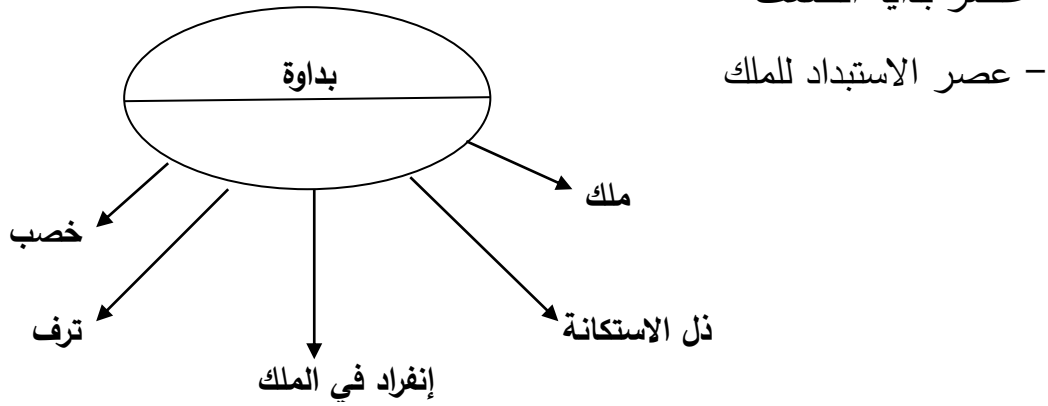 – عصر الاستبداد للملك
بداوة
ملك
خصب
ذل الاستكانة
ترف
إنفراد في الملك